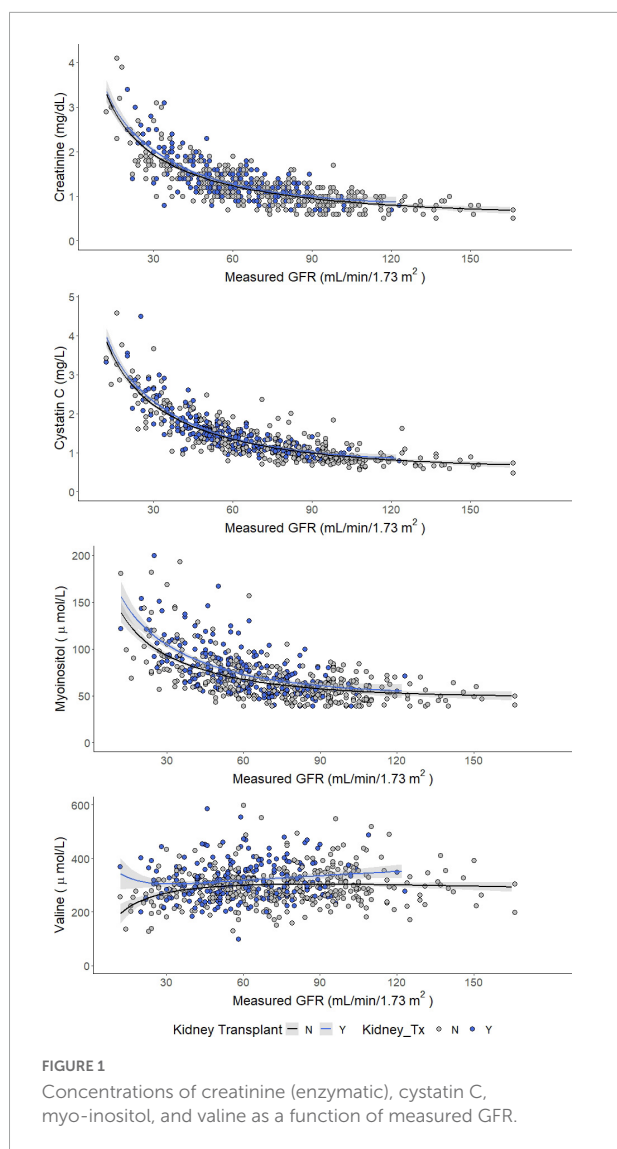 4
3
2
1
0
Creatinine (mg/dL)
30 60 90 120 150
Measured GFR (mL/min/1.73 m²)
5
4
3
2
1
0
Cystatin C (mg/L)
30 60 90 120 150
Measured GFR (mL/min/1.73 m²)
200
150
100
50
0
Myoinositol ( μ mol/L)
30 60 90 120 150
Measured GFR (mL/min/1.73 m²)
600
400
200
0
Valine ( μ mol/L)
30 60 90 120 150
Measured GFR (mL/min/1.73 m²)
Kidney Transplant N Y Kidney_Tx N Y
FIGURE 1
Concentrations of creatinine (enzymatic), cystatin C,
myo-inositol, and valine as a function of measured GFR.